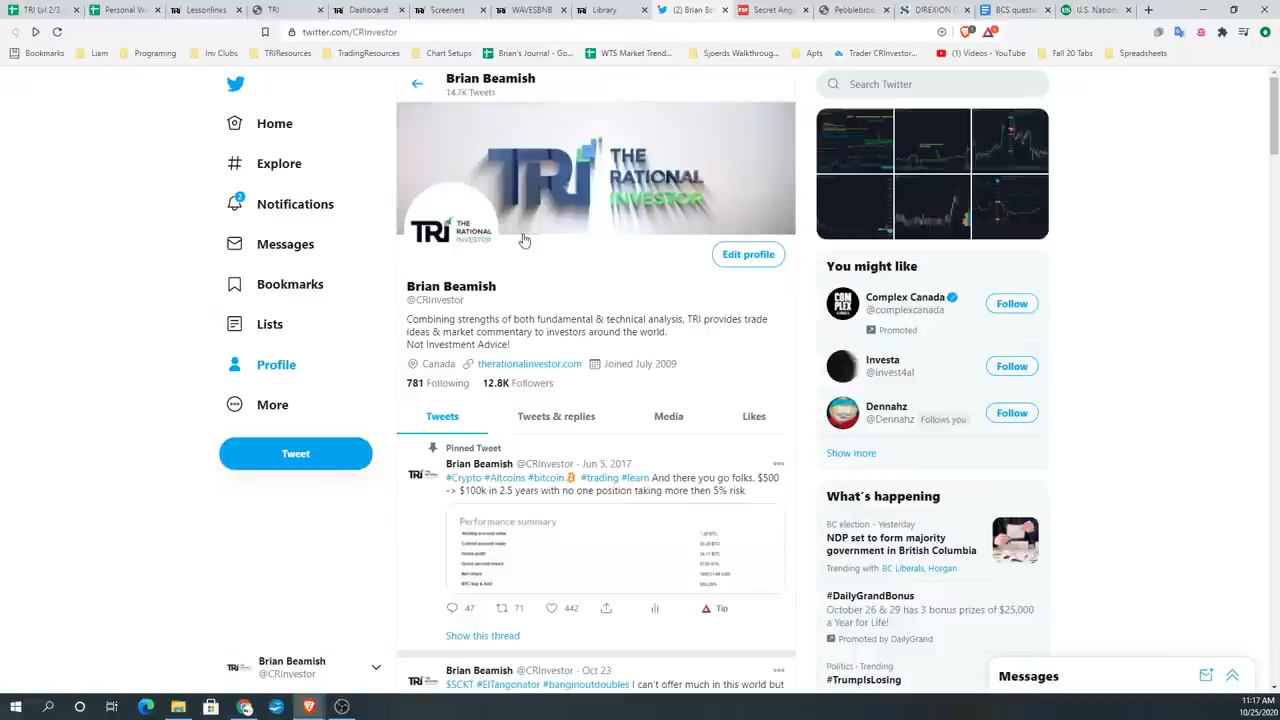 TRI Lvl 2/3
Personal Wa
Lessonlinks
TRI
Dashboard
Screeners
WAVESBNB
Library
(2) Brian Be
Secret Ang
Pebblebroo
DIREXION C
BCS questi
U.S. Nationa
twitter.com/CRInvestor
Bookmarks
Liam
Programing
Inv Clubs
TRIResources
TradingResources
Chart Setups
Brian's Journal - Go...
WTS Market Trend...
Sjoerds Walkthroug...
Apts
Trader CRInvestor...
(1) Videos - YouTube
Fall 20 Tabs
Spreadsheets
Brian Beamish
14.7K Tweets
Home
Explore
2
Notifications
Messages
Bookmarks
Lists
Profile
More
Tweet
Brian Beamish
@CRInvestor
TRi THE
RATIONAL
INVESTOR
TRi THE
RATIONAL
INVESTOR
Edit profile
Brian Beamish
@CRInvestor
Combining strengths of both fundamental & technical analysis, TRI provides trade
ideas & market commentary to investors around the world.
Not Investment Advice!
Canada therationalinvestor.com Joined July 2009
781 Following 12.8K Followers
Tweets Tweets & replies Media Likes
Pinned Tweet
Brian Beamish @CRInvestor · Jun 5, 2017
#Crypto #Altcoins #bitcoin #trading #learn And there you go folks. $500
-> $100k in 2.5 years with no one position taking more then 5% risk
Performance summary
47 71 442 Tip
Show this thread
Brian Beamish @CRInvestor · Oct 23
$SCKT #ElTangonator #banginoutdoubles I can't offer much in this world but
Search Twitter
You might like
Complex Canada
@complexcanada
Promoted
Follow
Investa
@invest4al
Follow
Dennahz
@Dennahz Follows you
Follow
Show more
What's happening
BC election · Yesterday
NDP set to form majority
government in British Columbia
Trending with BC Liberals, Horgan
#DailyGrandBonus
October 26 & 29 has 3 bonus prizes of $25,000
a Year for Life!
Promoted by DailyGrand
Politics · Trending
#TrumpIsLosing
Messages
11:17 AM
10/25/2020